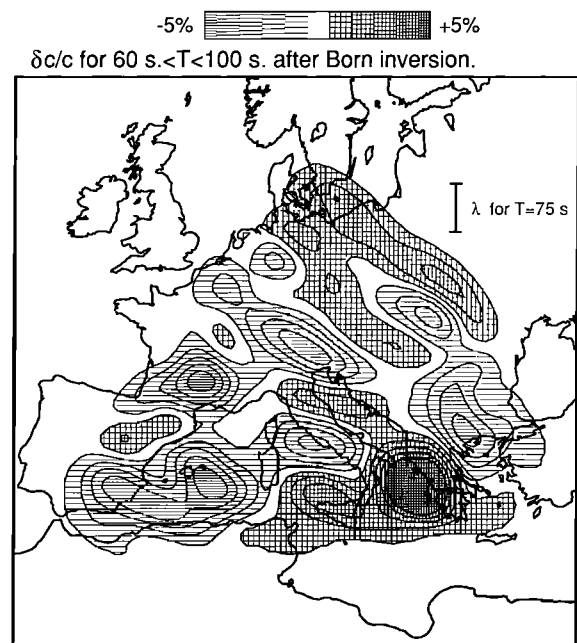 -5% +5%
δc/c for 60 s.<T<100 s. after Born inversion.
λ for T=75 s